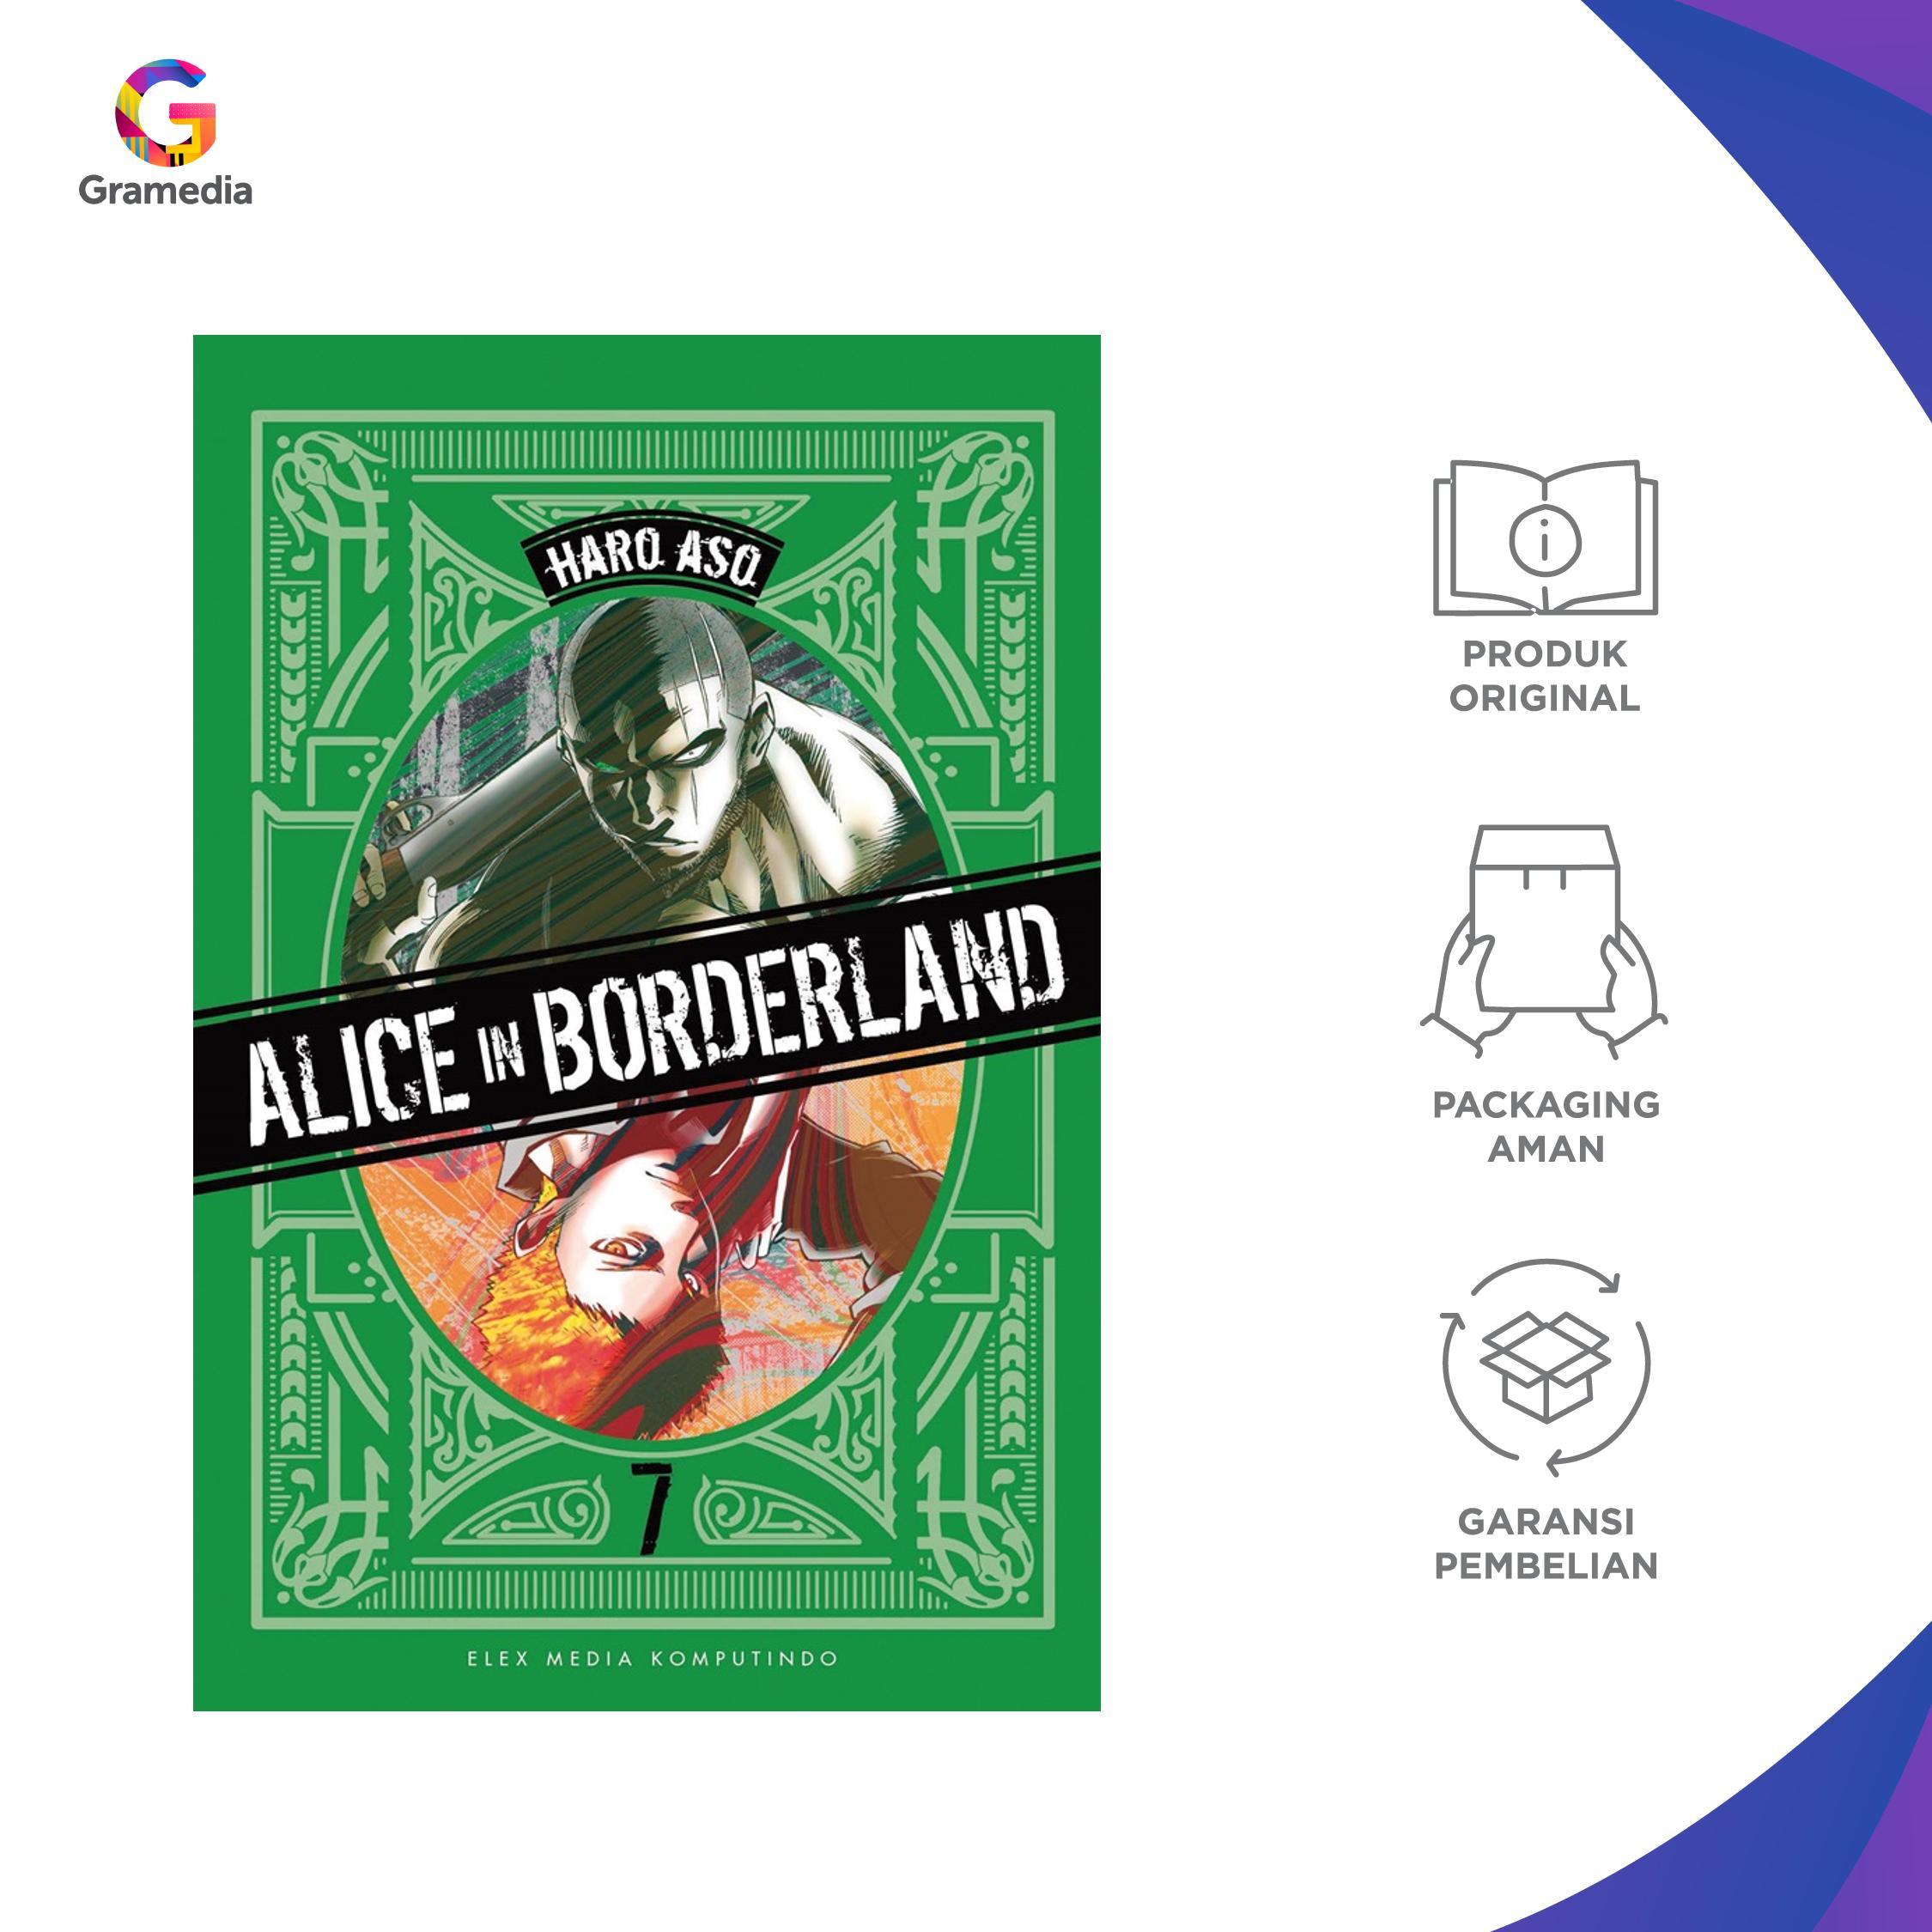 Gramedia
HARO ASO
ALICE IN BORDERLAND
7
ELEX MEDIA KOMPUTINDO
PRODUK
ORIGINAL
PACKAGING
AMAN
GARANSI
PEMBELIAN